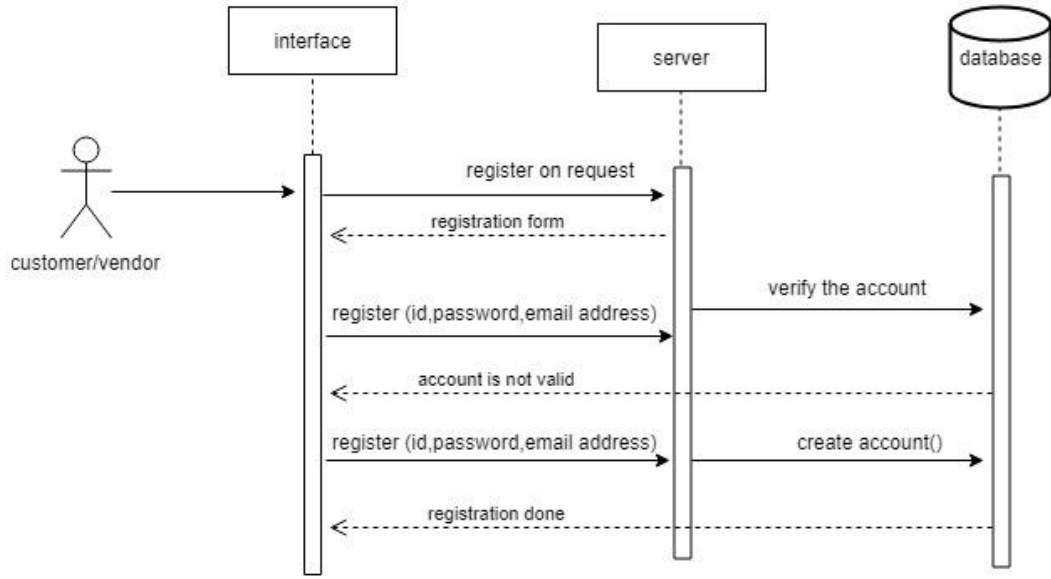 interface
server
database
register on request
registration form
customer/vendor
verify the account
register (id,password,email address)
account is not valid
register (id,password,email address)
create account()
registration done